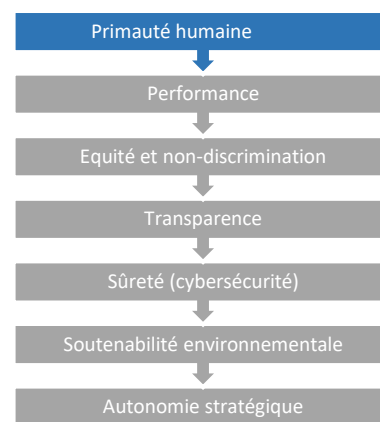 Primauté humaine
Performance
Equité et non-discrimination
Transparence
Sûreté (cybersécurité)
Soutenabilité environnementale
Autonomie stratégique